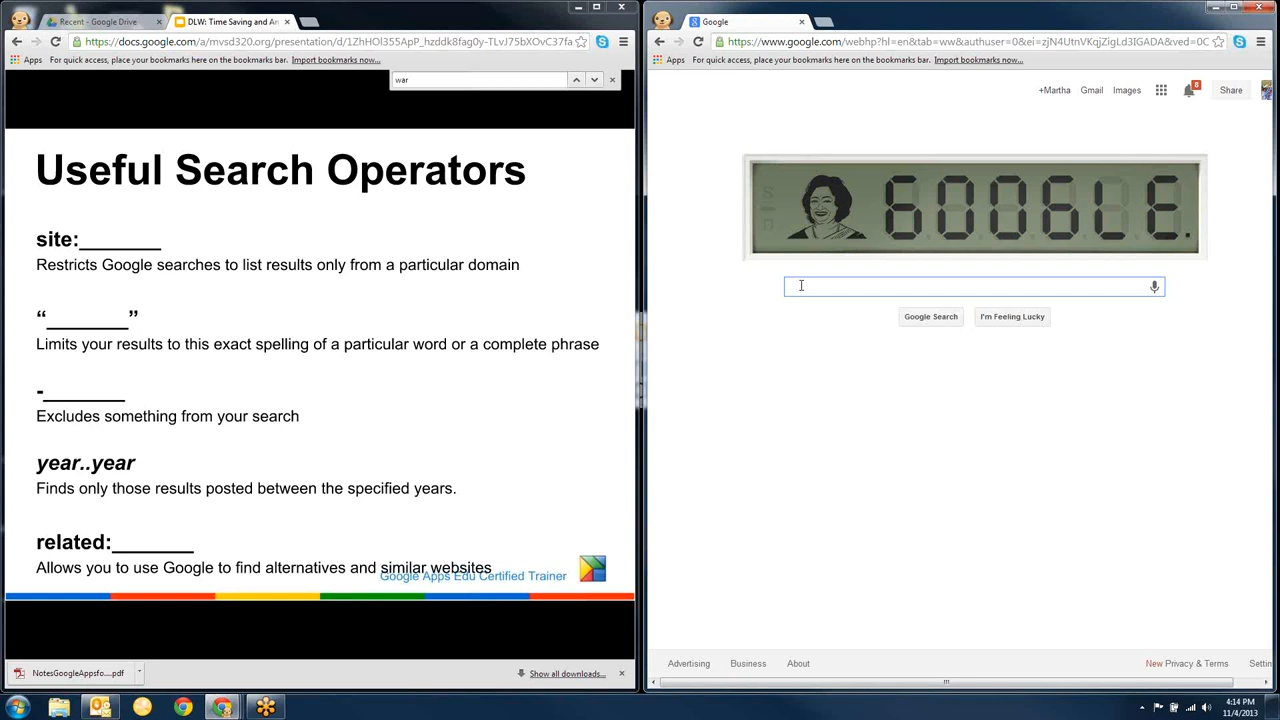 Recent - Google Drive
DLW: Time Saving and An
https://docs.google.com/a/mvsd320.org/presentation/d/1ZhHOl355ApP_hzddk8fag0y-TLvJ75bXOvC37fa
Apps
For quick access, place your bookmarks here on the bookmarks bar.
Import bookmarks now...
war
Useful Search Operators
site:_______
Restricts Google searches to list results only from a particular domain
“_______”
Limits your results to this exact spelling of a particular word or a complete phrase
-_______
Excludes something from your search
year..year
Finds only those results posted between the specified years.
related:_______
Allows you to use Google to find alternatives and similar websites
Google Apps Edu Certified Trainer
NotesGoogleAppsfo....pdf
Show all downloads...
Google
https://www.google.com/webhp?hl=en&tab=ww&authuser=0&ei=zjN4UtnVKqjZigLd3IGADA&ved=0C
Apps
For quick access, place your bookmarks here on the bookmarks bar.
Import bookmarks now...
+Martha
Gmail
Images
8
Share
GOOGLE.
Google Search
I'm Feeling Lucky
Advertising
Business
About
New Privacy & Terms
Settin
4:14 PM
11/4/2013